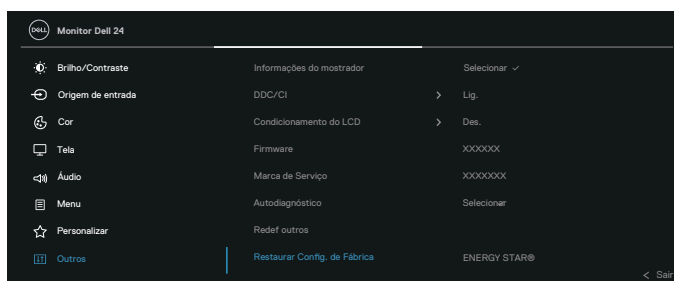 DELL Monitor Dell 24
Brilho/Contraste Informações do mostrador Selecionar ✓
Origem de entrada DDC/CI > Lig.
Cor Condicionamento do LCD > Des.
Tela Firmware XXXXXX
Áudio Marca de Serviço XXXXXXX
Menu Autodiagnóstico Selecionar
Personalizar Redef outros
Outros Restaurar Config. de Fábrica ENERGY STAR®
< Sair